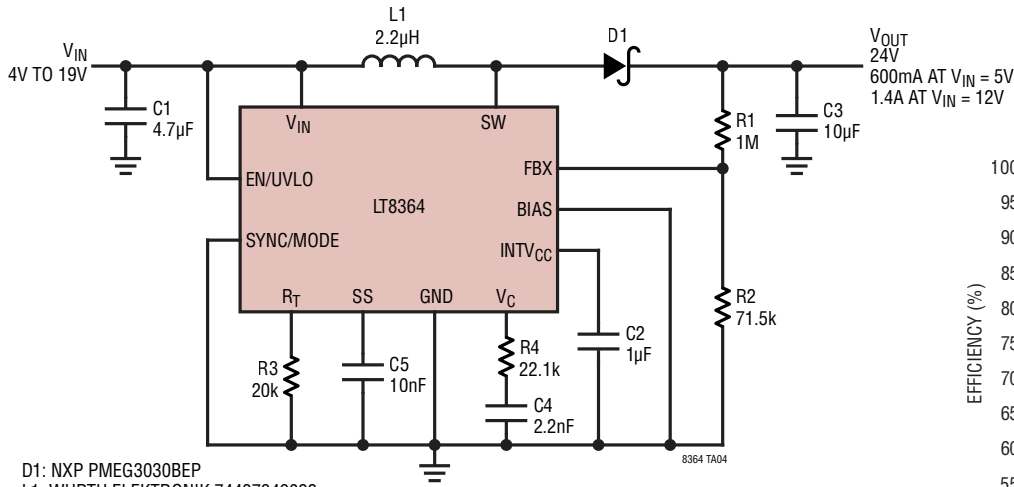 L1
2.2µH
D1
VIN
4V TO 19V
VOUT
24V
600mA AT VIN = 5V
1.4A AT VIN = 12V
C1
4.7µF
VIN
SW
R1
1M
C3
10µF
FBX
EN/UVLO
LT8364
BIAS
SYNC/MODE
INTVCC
RT
SS
GND
VC
R2
71.5k
C2
1µF
R3
20k
C5
10nF
R4
22.1k
C4
2.2nF
8364 TA04
D1: NXP PMEG3030BEP
EFFICIENCY (%)
100
95
90
85
80
75
70
65
60
55